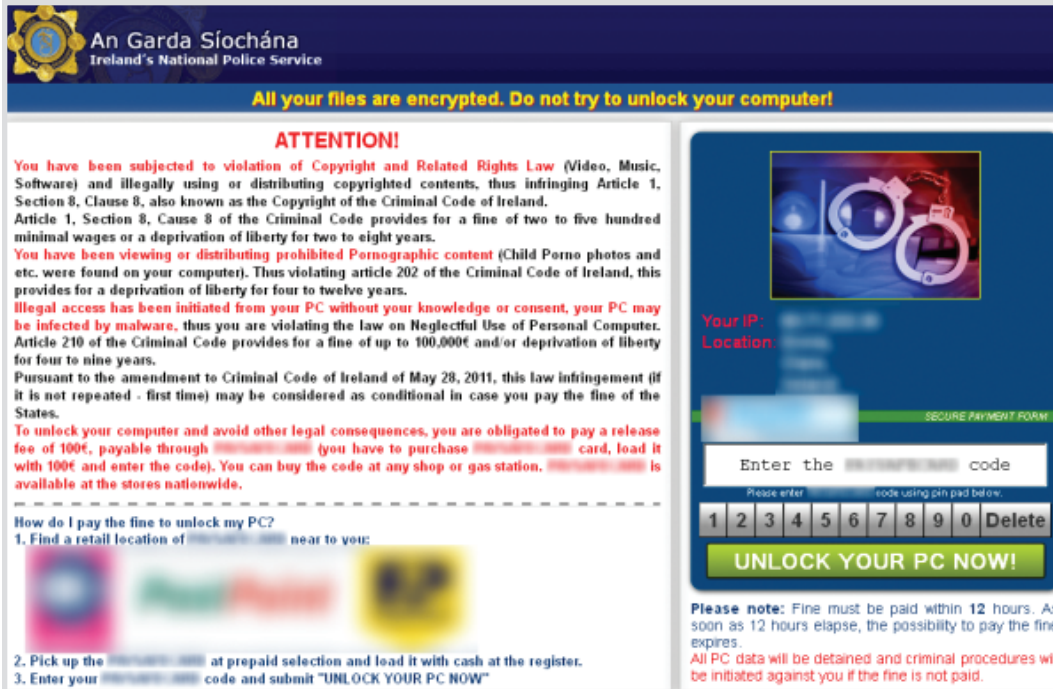 An Garda Síochána
Ireland's National Police Service
All your files are encrypted. Do not try to unlock your computer!
ATTENTION!
You have been subjected to violation of Copyright and Related Rights Law (Video, Music,
Software) and illegally using or distributing copyrighted contents, thus infringing Article 1,
Section 8, Clause 8, also known as the Copyright of the Criminal Code of Ireland.
Article 1, Section 8, Cause 8 of the Criminal Code provides for a fine of two to five hundred
minimal wages or a deprivation of liberty for two to eight years.
You have been viewing or distributing prohibited Pornographic content (Child Porno photos and
etc. were found on your computer). Thus violating article 202 of the Criminal Code of Ireland, this
provides for a deprivation of liberty for four to twelve years.
Illegal access has been initiated from your PC without your knowledge or consent, your PC may
be infected by malware, thus you are violating the law on Neglectful Use of Personal Computer.
Article 210 of the Criminal Code provides for a fine of up to 100,000€ and/or deprivation of liberty
for four to nine years.
Pursuant to the amendment to Criminal Code of Ireland of May 28, 2011, this law infringement (if
it is not repeated - first time) may be considered as conditional in case you pay the fine of the
States.
To unlock your computer and avoid other legal consequences, you are obligated to pay a release
fee of 100€, payable through (you have to purchase card, load it
with 100€ and enter the code). You can buy the code at any shop or gas station. is
available at the stores nationwide.
How do I pay the fine to unlock my PC?
1. Find a retail location of near to you:
2. Pick up the at prepaid selection and load it with cash at the register.
3. Enter your code and submit "UNLOCK YOUR PC NOW"
Your IP:
Location:
SECURE PAYMENT FORM
Enter the code
Please enter code using pin pad below.
1 2 3 4 5 6 7 8 9 0 Delete
UNLOCK YOUR PC NOW!
Please note: Fine must be paid within 12 hours. As
soon as 12 hours elapse, the possibility to pay the fine
expires.
All PC data will be detained and criminal procedures wi
be initiated against you if the fine is not paid.